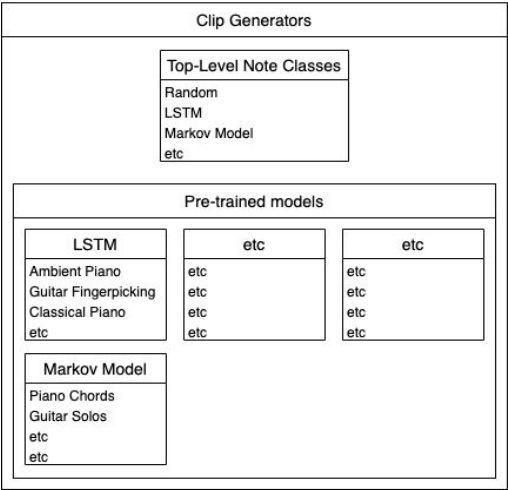 Clip Generators
Top-Level Note Classes
Random
LSTM
Markov Model
etc
Pre-trained models
LSTM
Ambient Piano
Guitar Fingerpicking
Classical Piano
etc
etc
etc
etc
etc
etc
etc
etc
etc
etc
etc
Markov Model
Piano Chords
Guitar Solos
etc
etc